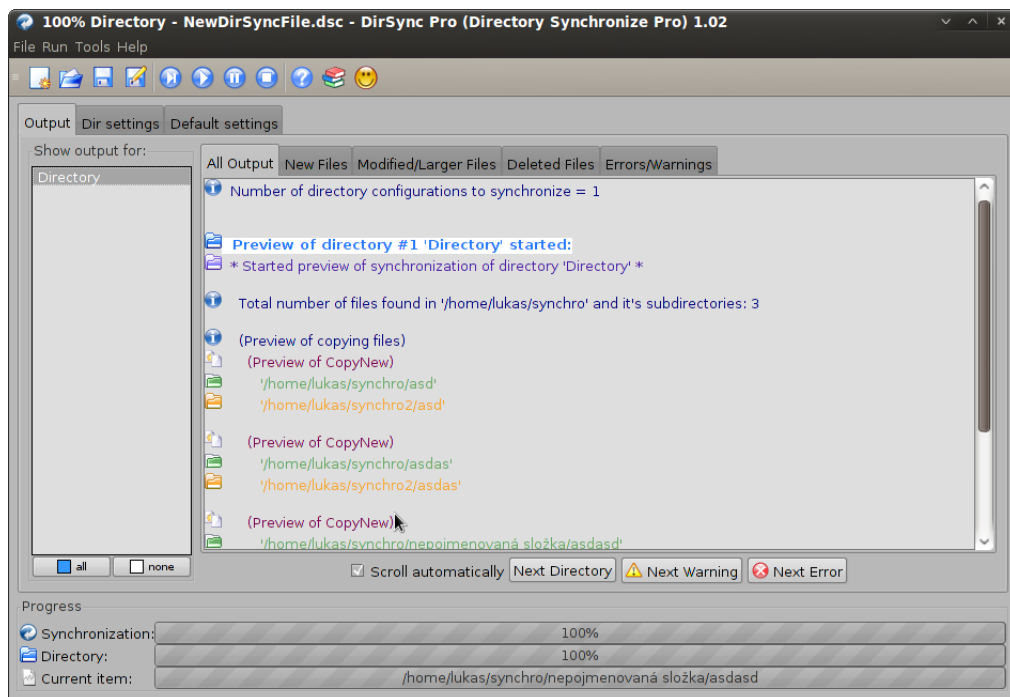 100% Directory - NewDirSyncFile.dsc - DirSync Pro (Directory Synchronize Pro) 1.02
File Run Tools Help
Output Dir settings Default settings
Show output for:
Directory
All Output New Files Modified/Larger Files Deleted Files Errors/Warnings
Number of directory configurations to synchronize = 1
Preview of directory #1 'Directory' started:
* Started preview of synchronization of directory 'Directory' *
Total number of files found in '/home/lukas/synchro' and it's subdirectories: 3
(Preview of copying files)
(Preview of CopyNew)
'/home/lukas/synchro/asd'
'/home/lukas/synchro2/asd'
(Preview of CopyNew)
'/home/lukas/synchro/asdas'
'/home/lukas/synchro2/asdas'
(Preview of CopyNew)
'/home/lukas/synchro/nepojmenovaná složka/asdasd'
all none
Scroll automatically Next Directory Next Warning Next Error
Progress
Synchronization: 100%
Directory: 100%
Current item: /home/lukas/synchro/nepojmenovaná složka/asdasd